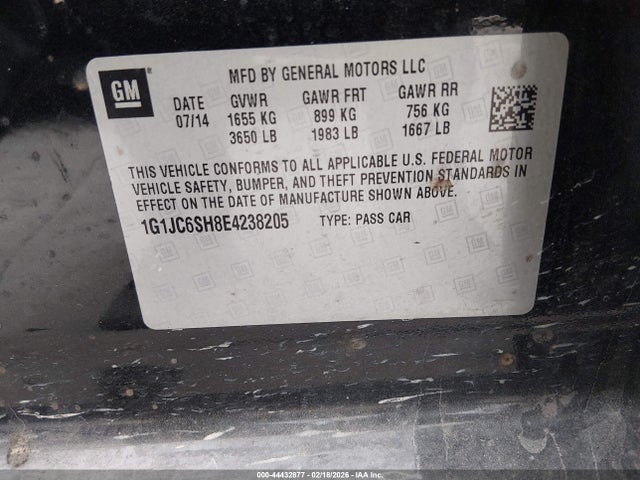 GM
MFD BY GENERAL MOTORS LLC
DATE GVWR GAWR FRT GAWR RR
07/14 1655 KG 899 KG 756 KG
3650 LB 1983 LB 1667 LB
THIS VEHICLE CONFORMS TO ALL APPLICABLE U.S. FEDERAL MOTOR
VEHICLE SAFETY, BUMPER, AND THEFT PREVENTION STANDARDS IN
EFFECT ON THE DATE OF MANUFACTURE SHOWN ABOVE.
1G1JC6SH8E4238205 TYPE: PASS CAR
000-44432877 - 02/18/2026 - IAA Inc.